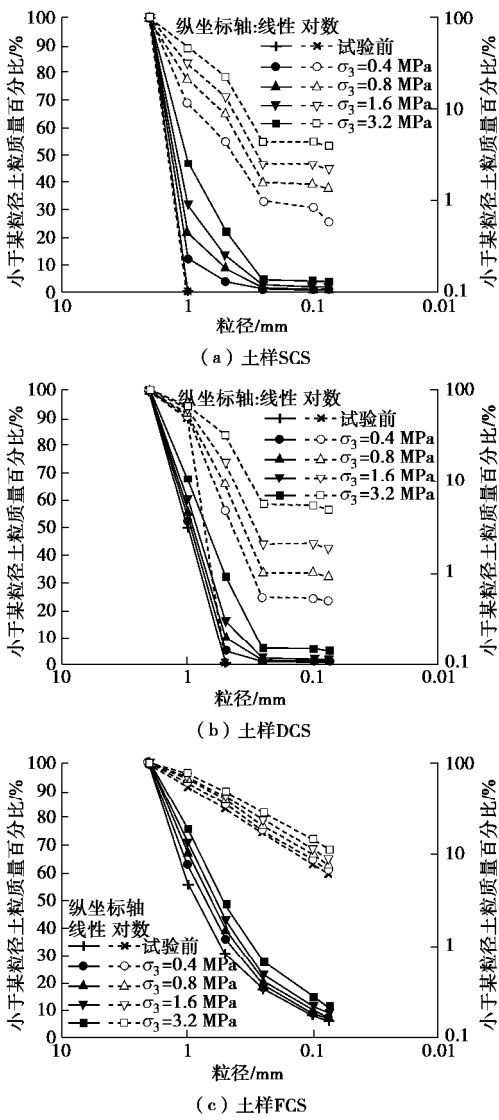 小于某粒径土粒质量百分比/%
100
90
80
70
60
50
40
30
20
10
0
纵坐标轴:线性 对数
试验前
σ3=0.4 MPa
σ3=0.8 MPa
σ3=1.6 MPa
σ3=3.2 MPa
100
10
1
0.1
小于某粒径土粒质量百分比/%
10
1
0.1
0.01
粒径/mm
(a) 土样SCS
小于某粒径土粒质量百分比/%
100
90
80
70
60
50
40
30
20
10
0
纵坐标轴:线性 对数
试验前
σ3=0.4 MPa
σ3=0.8 MPa
σ3=1.6 MPa
σ3=3.2 MPa
100
10
1
0.1
小于某粒径土粒质量百分比/%
10
1
0.1
0.01
粒径/mm
(b) 土样DCS
小于某粒径土粒质量百分比/%
100
90
80
70
60
50
40
30
20
10
0
纵坐标轴
线性 对数
试验前
σ3=0.4 MPa
σ3=0.8 MPa
σ3=1.6 MPa
σ3=3.2 MPa
100
10
1
0.1
小于某粒径土粒质量百分比/%
10
1
0.1
0.01
粒径/mm
(c) 土样FCS